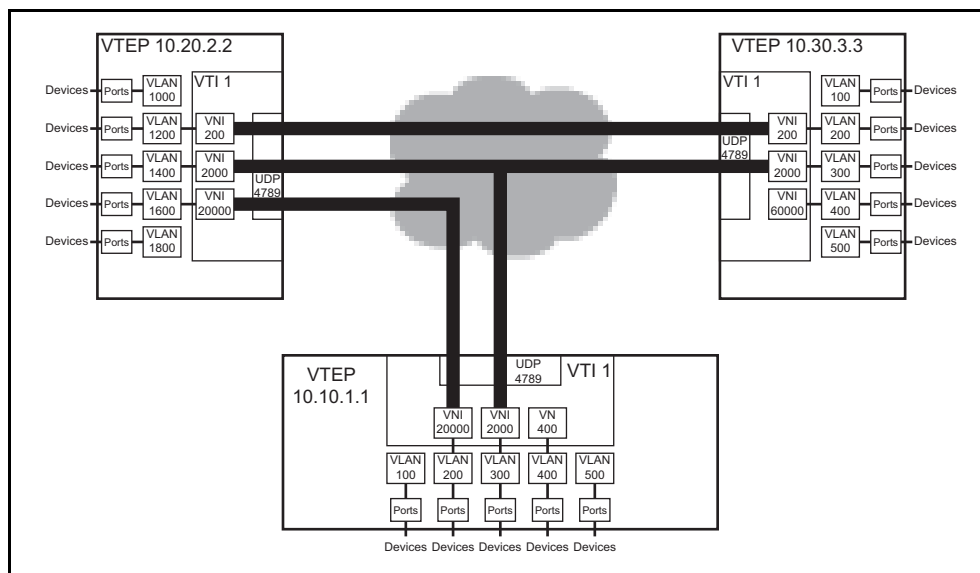 VTEP 10.20.2.2
VTI 1
Devices Ports VLAN 1000
Devices Ports VLAN 1200 VNI 200
Devices Ports VLAN 1400 VNI 2000
UDP 4789
Devices Ports VLAN 1600 VNI 20000
Devices Ports VLAN 1800
VTEP 10.30.3.3
VTI 1
VLAN 100 Ports Devices
UDP 4789
VNI 200 VLAN 200 Ports Devices
VNI 2000 VLAN 300 Ports Devices
VNI 60000 VLAN 400 Ports Devices
VLAN 500 Ports Devices
VTEP
10.10.1.1
UDP 4789
VTI 1
VNI 20000 VNI 2000 VN 400
VLAN 100 VLAN 200 VLAN 300 VLAN 400 VLAN 500
Ports Ports Ports Ports Ports
Devices Devices Devices Devices Devices